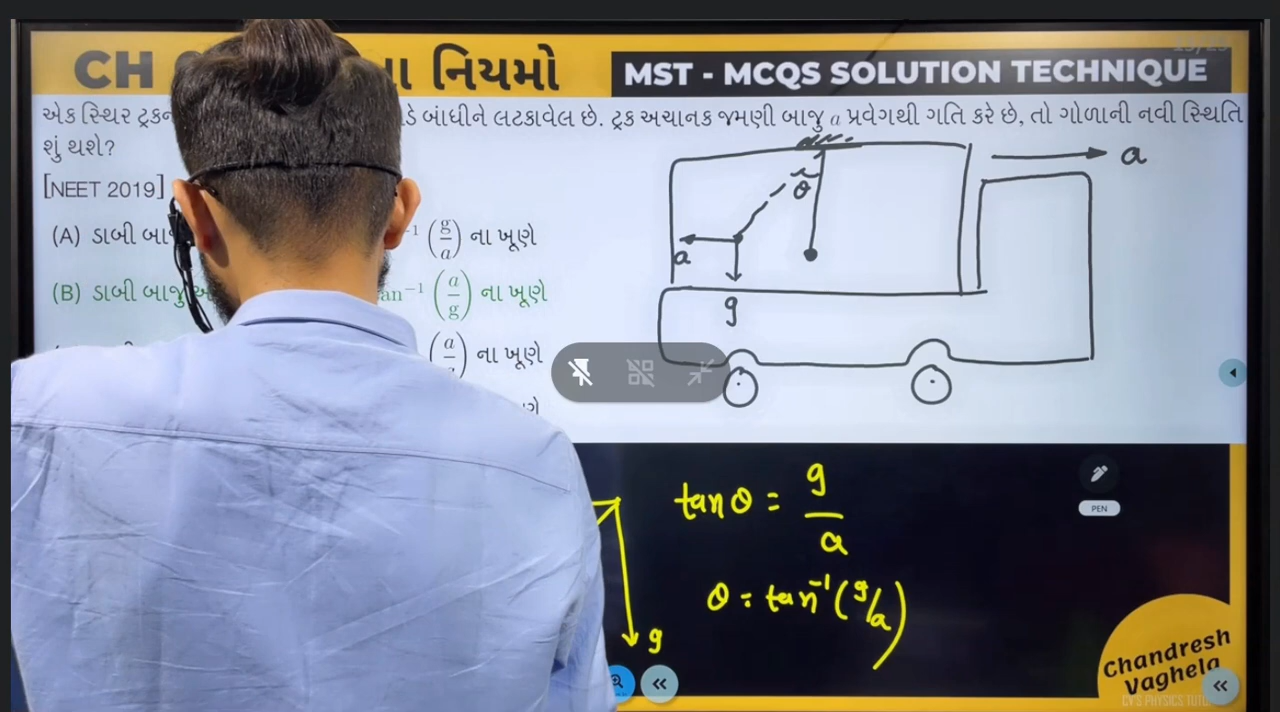 CH
ા નિયમો
MST - MCQS SOLUTION TECHNIQUE
એક સ્થિર ટ્રક બાંધીને લટકાવેલ છે. ટ્રક અચાનક જમણી બાજુ a પ્રવેગથી ગતિ કરે છે, તો ગોળાની નવી સ્થિતિ
શું થશે?
[NEET 2019]
(A) ડાબી (g/a) ના ખૂણે
(B) ડાબી બાજુ tan⁻¹ (a/g) ના ખૂણે
ના ખૂણે
a
θ
a
g
tan θ = g/a
θ = tan⁻¹ (g/a)
g
PEN
Chandresh
Vaghela